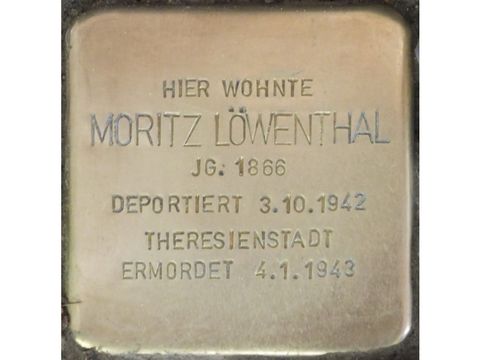 HIER WOHNTE
MORITZ LÖWENTHAL
JG. 1866
DEPORTIERT 3.10.1942
THERESIENSTADT
ERMORDET 4.1.1943